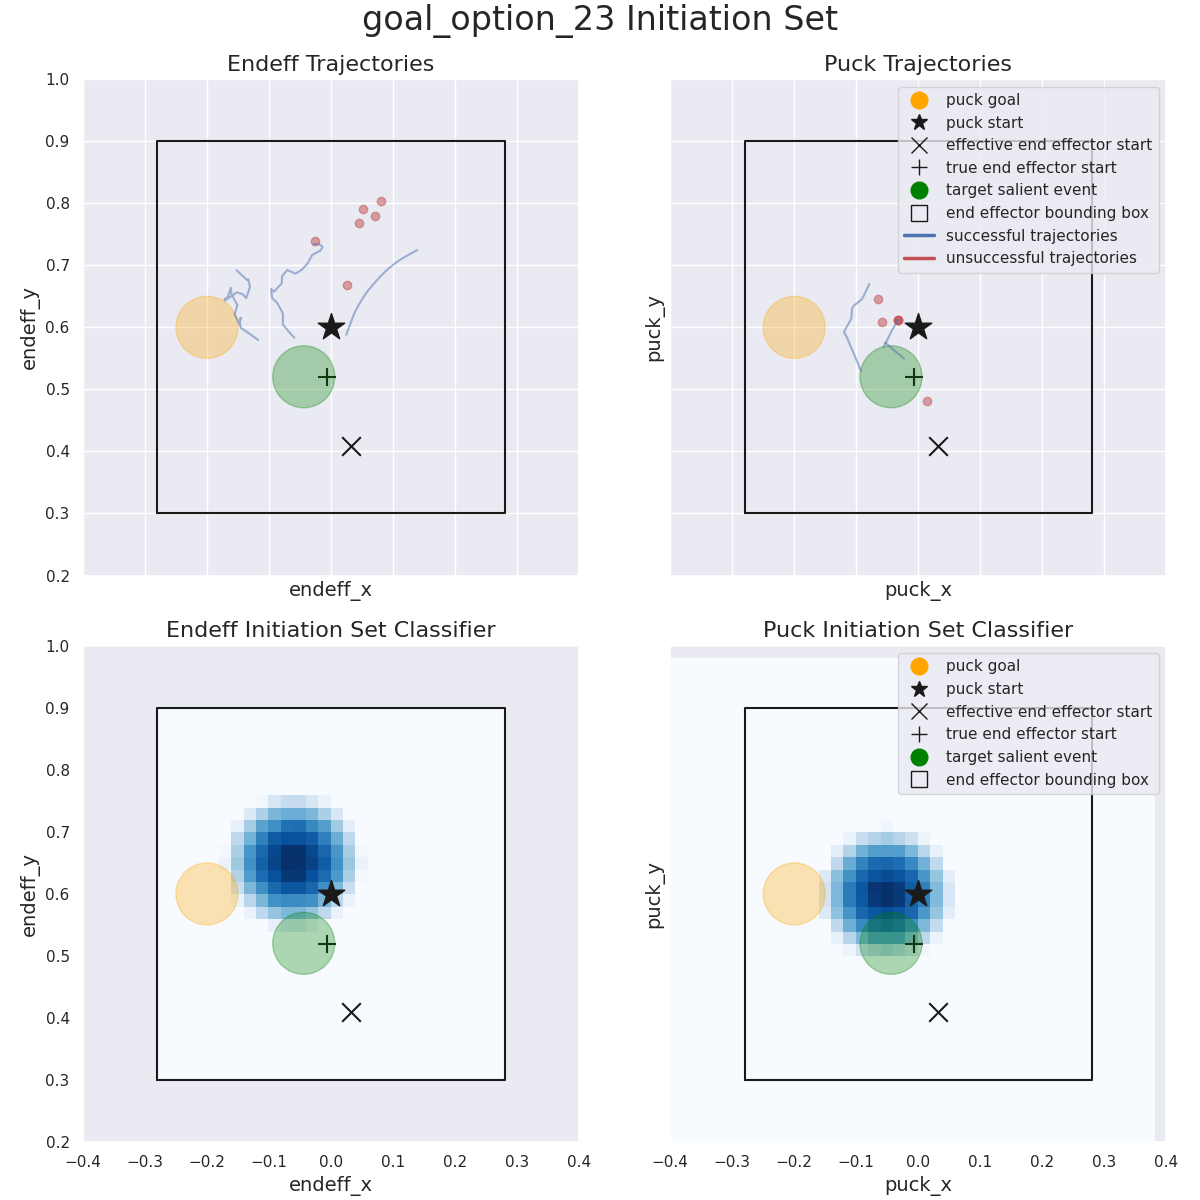 goal_option_23 Initiation Set
Endeff Trajectories
1.0
0.9
0.8
0.7
0.6
0.5
0.4
0.3
0.2
endeff_y
endeff_x
Puck Trajectories
puck goal
puck start
effective end effector start
true end effector start
target salient event
end effector bounding box
successful trajectories
unsuccessful trajectories
puck_y
puck_x
Endeff Initiation Set Classifier
1.0
0.9
0.8
0.7
0.6
0.5
0.4
0.3
0.2
endeff_y
−0.4 −0.3 −0.2 −0.1 0.0 0.1 0.2 0.3 0.4
endeff_x
Puck Initiation Set Classifier
puck goal
puck start
effective end effector start
true end effector start
target salient event
end effector bounding box
puck_y
−0.4 −0.3 −0.2 −0.1 0.0 0.1 0.2 0.3 0.4
puck_x